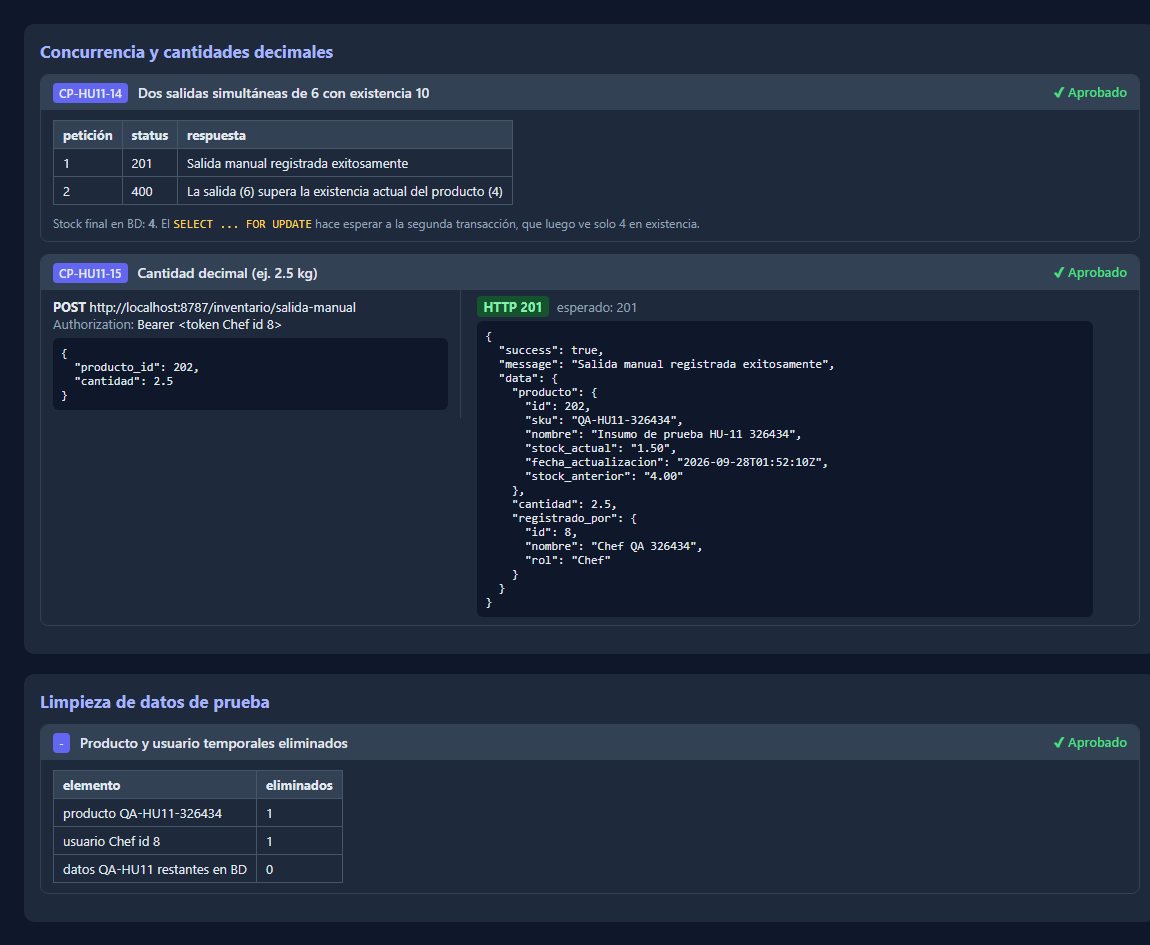 Concurrencia y cantidades decimales
CP-HU11-14 Dos salidas simultáneas de 6 con existencia 10 ✓ Aprobado
petición status respuesta
1 201 Salida manual registrada exitosamente
2 400 La salida (6) supera la existencia actual del producto (4)
Stock final en BD: 4. El SELECT ... FOR UPDATE hace esperar a la segunda transacción, que luego ve solo 4 en existencia.
CP-HU11-15 Cantidad decimal (ej. 2.5 kg) ✓ Aprobado
POST http://localhost:8787/inventario/salida-manual
Authorization: Bearer <token Chef id 8>
{
"producto_id": 202,
"cantidad": 2.5
}
HTTP 201 esperado: 201
{
"success": true,
"message": "Salida manual registrada exitosamente",
"data": {
"producto": {
"id": 202,
"sku": "QA-HU11-326434",
"nombre": "Insumo de prueba HU-11 326434",
"stock_actual": "1.50",
"fecha_actualizacion": "2026-09-28T01:52:10Z",
"stock_anterior": "4.00"
},
"cantidad": 2.5,
"registrado_por": {
"id": 8,
"nombre": "Chef QA 326434",
"rol": "Chef"
}
}
}
Limpieza de datos de prueba
- Producto y usuario temporales eliminados ✓ Aprobado
elemento eliminados
producto QA-HU11-326434 1
usuario Chef id 8 1
datos QA-HU11 restantes en BD 0